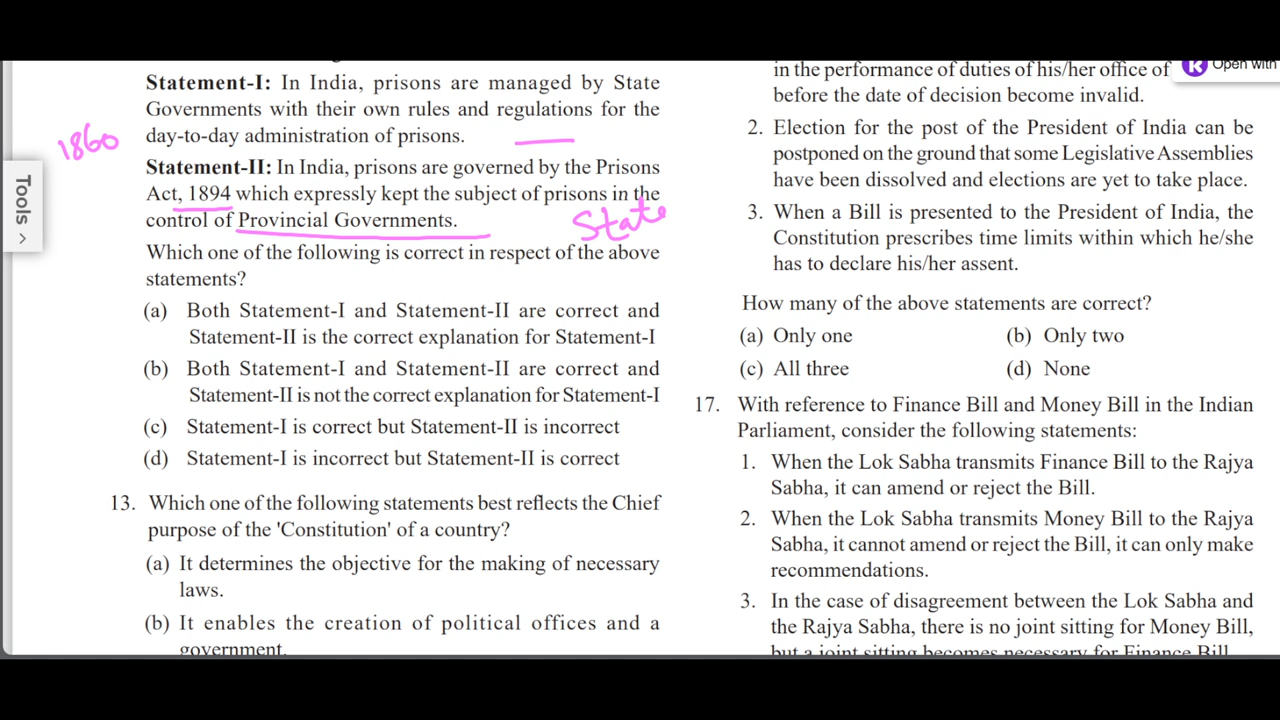 Statement-I: In India, prisons are managed by State
Governments with their own rules and regulations for the
day-to-day administration of prisons.
1860
Statement-II: In India, prisons are governed by the Prisons
Act, 1894 which expressly kept the subject of prisons in the
control of Provincial Governments.
State
Which one of the following is correct in respect of the above
statements?
(a) Both Statement-I and Statement-II are correct and
Statement-II is the correct explanation for Statement-I
(b) Both Statement-I and Statement-II are correct and
Statement-II is not the correct explanation for Statement-I
(c) Statement-I is correct but Statement-II is incorrect
(d) Statement-I is incorrect but Statement-II is correct
13. Which one of the following statements best reflects the Chief
purpose of the 'Constitution' of a country?
(a) It determines the objective for the making of necessary
laws.
(b) It enables the creation of political offices and a
government.
Tools >
in the performance of duties of his/her office of
before the date of decision become invalid.
2. Election for the post of the President of India can be
postponed on the ground that some Legislative Assemblies
have been dissolved and elections are yet to take place.
3. When a Bill is presented to the President of India, the
Constitution prescribes time limits within which he/she
has to declare his/her assent.
How many of the above statements are correct?
(a) Only one (b) Only two
(c) All three (d) None
17. With reference to Finance Bill and Money Bill in the Indian
Parliament, consider the following statements:
1. When the Lok Sabha transmits Finance Bill to the Rajya
Sabha, it can amend or reject the Bill.
2. When the Lok Sabha transmits Money Bill to the Rajya
Sabha, it cannot amend or reject the Bill, it can only make
recommendations.
3. In the case of disagreement between the Lok Sabha and
the Rajya Sabha, there is no joint sitting for Money Bill,
but a joint sitting becomes necessary for Finance Bill
K Open with